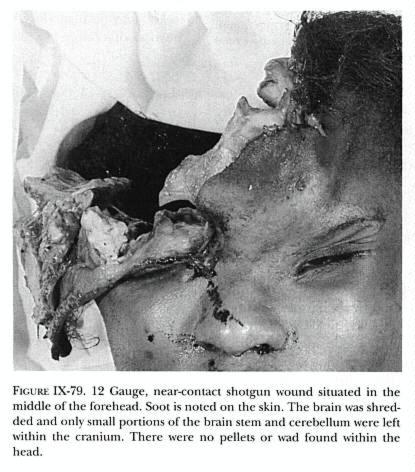 FIGURE IX-79. 12 Gauge, near-contact shotgun wound situated in the
middle of the forehead. Soot is noted on the skin. The brain was shred-
ded and only small portions of the brain stem and cerebellum were left
within the cranium. There were no pellets or wad found within the
head.